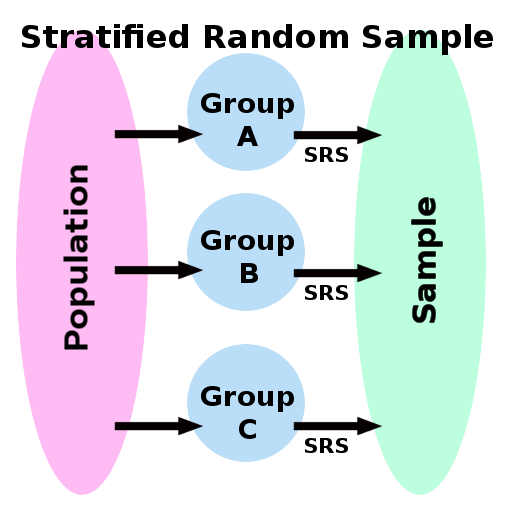 Stratified Random Sample
Population
Group
A
SRS
Group
B
SRS
Group
C
SRS
Sample